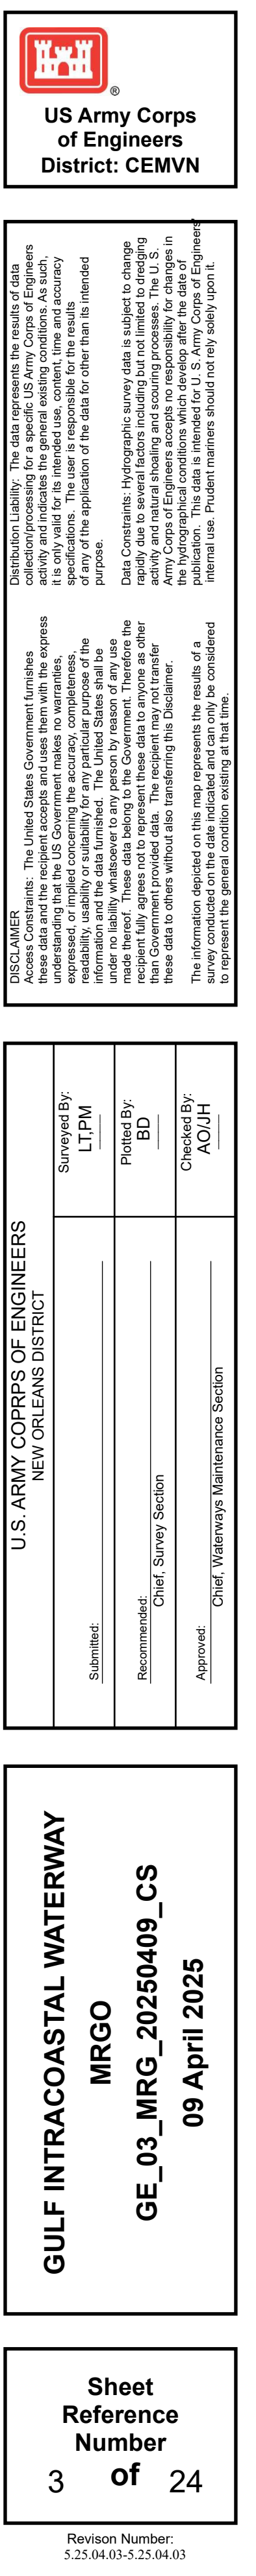 ®
US Army Corps
of Engineers
District: CEMVN
DISCLAIMER
Access Constraints: The United States Government furnishes
these data and the recipient accepts and uses them with the express
understanding that the US Government makes no warranties,
expressed, or implied concerning the accuracy, completeness,
readability, usability or suitability for any particular purpose of the
information and the data furnished. The United States shall be
under no liability whatsoever to any person by reason of any use
made thereof. These data belong to the Government. Therefore the
recipient fully agrees not to represent these data to anyone as other
than Government provided data. The recipient may not transfer
these data to others without also transferring this Disclaimer.
The information depicted on this map represents the results of a
survey conducted on the date indicated and can only be considered
to represent the general condition existing at that time.
Distribution Liability: The data represents the results of data
collection/processing for a specific US Army Corps of Engineers
activity and indicates the general existing conditions. As such,
it is only valid for its intended use, content, time and accuracy
specifications. The user is responsible for the results
of any of the application of the data for other than its intended
purpose.
Data Constraints: Hydrographic survey data is subject to change
rapidly due to several factors including but not limited to dredging
activity and natural shoaling and scouring processes. The U. S.
Army Corps of Engineers accepts no responsibility for changes in
the hydrographical conditions which develop after the date of
publication. This data is intended for U. S. Army Corps of Engineers'
internal use. Prudent mariners should not rely solely upon it.
U.S. ARMY COPRPS OF ENGINEERS
NEW ORLEANS DISTRICT
Submitted:
Surveyed By:
LT,PM
Recommended:
Chief, Survey Section
Plotted By:
BD
Approved:
Chief, Waterways Maintenance Section
Checked By:
AO/JH
GULF INTRACOASTAL WATERWAY
MRGO
GE_03_MRG_20250409_CS
09 April 2025
Sheet
Reference
Number
3 of 24
Revison Number:
5.25.04.03-5.25.04.03